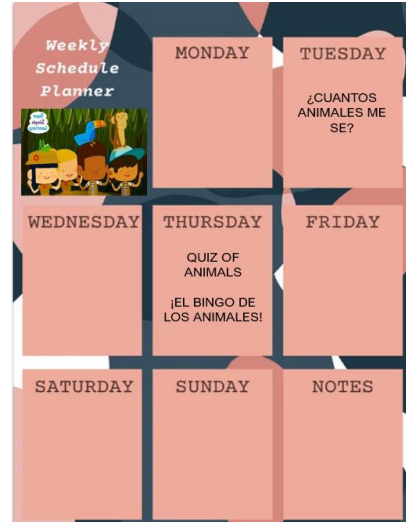 Weekly
Schedule
Planner
MONDAY
TUESDAY
¿CUANTOS
ANIMALES ME
SE?
WEDNESDAY
THURSDAY
QUIZ OF
ANIMALS
¡EL BINGO DE
LOS ANIMALES!
FRIDAY
SATURDAY
SUNDAY
NOTES